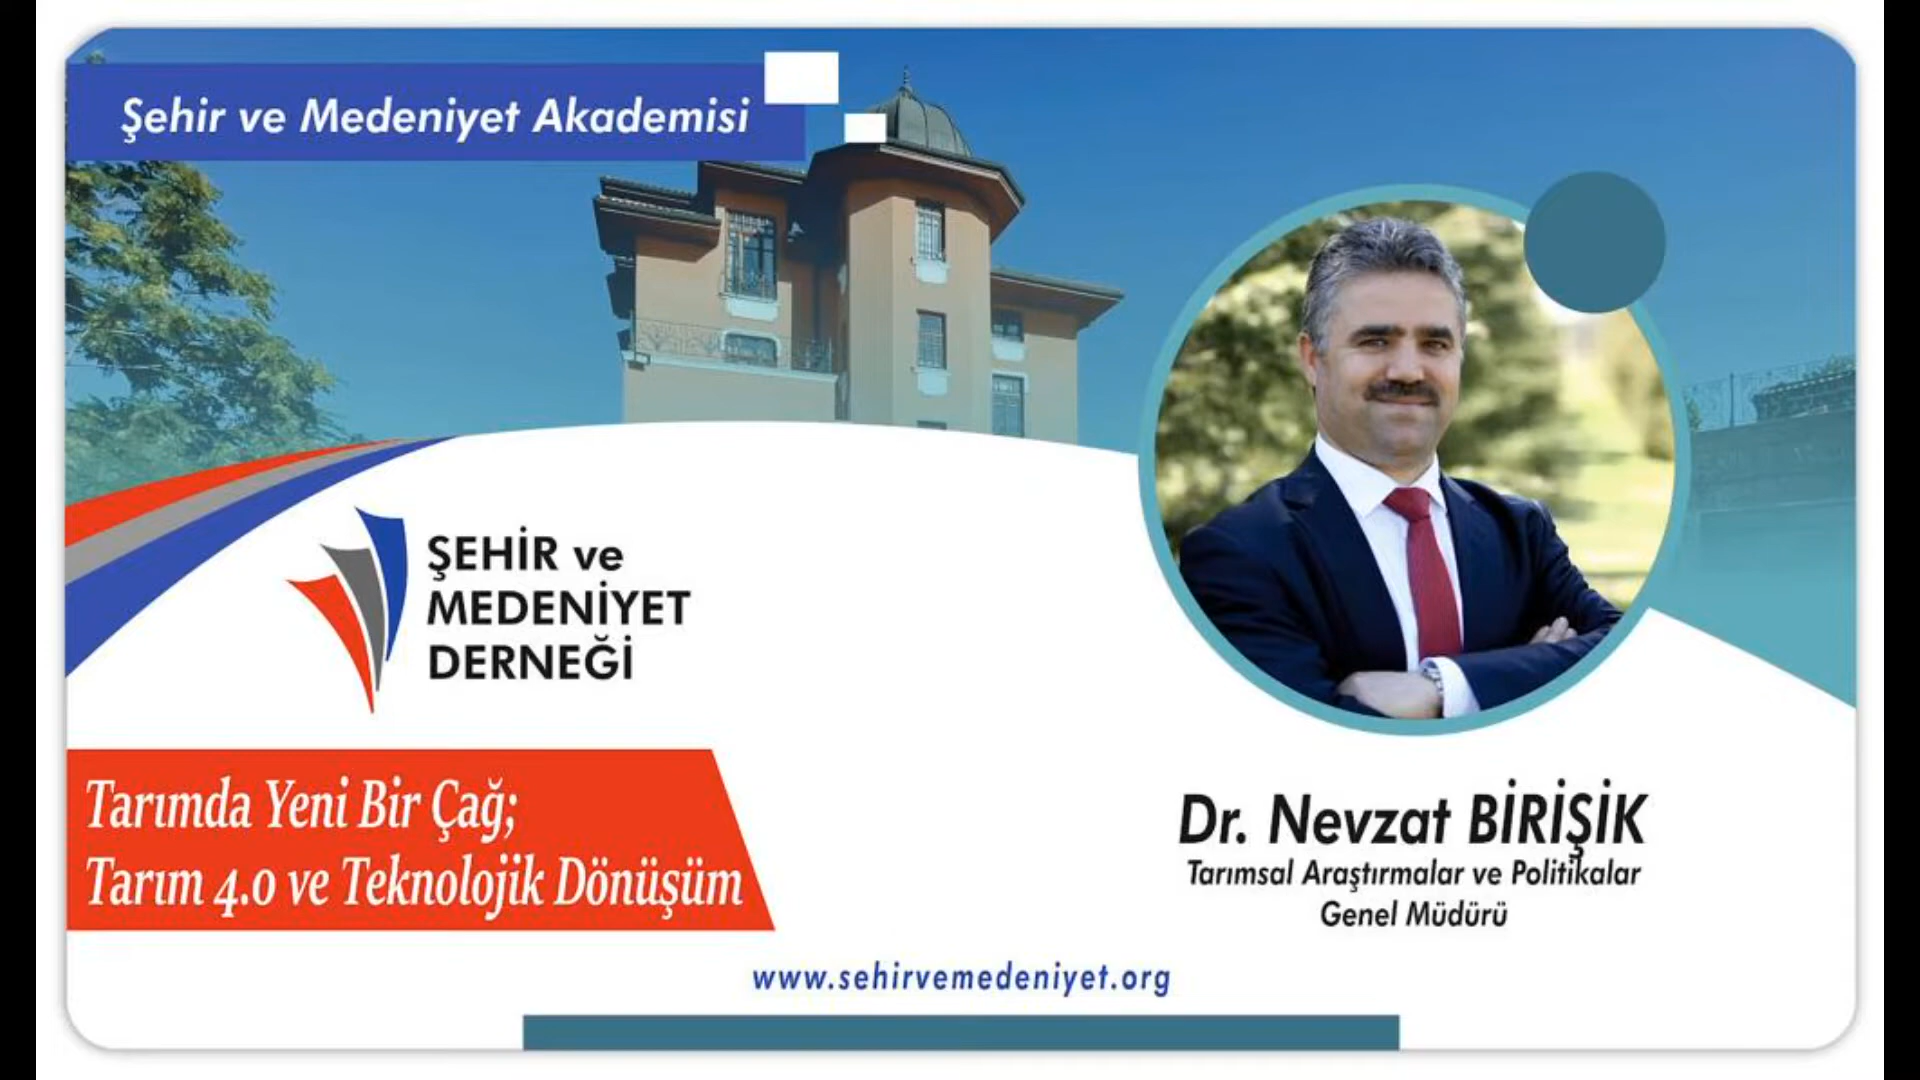 Şehir ve Medeniyet Akademisi
ŞEHİR ve
MEDENİYET
DERNEĞİ
Tarımda Yeni Bir Çağ;
Tarım 4.0 ve Teknolojik Dönüşüm
Dr. Nevzat BİRİŞİK
Tarımsal Araştırmalar ve Politikalar
Genel Müdürü
www.sehirvemedeniyet.org